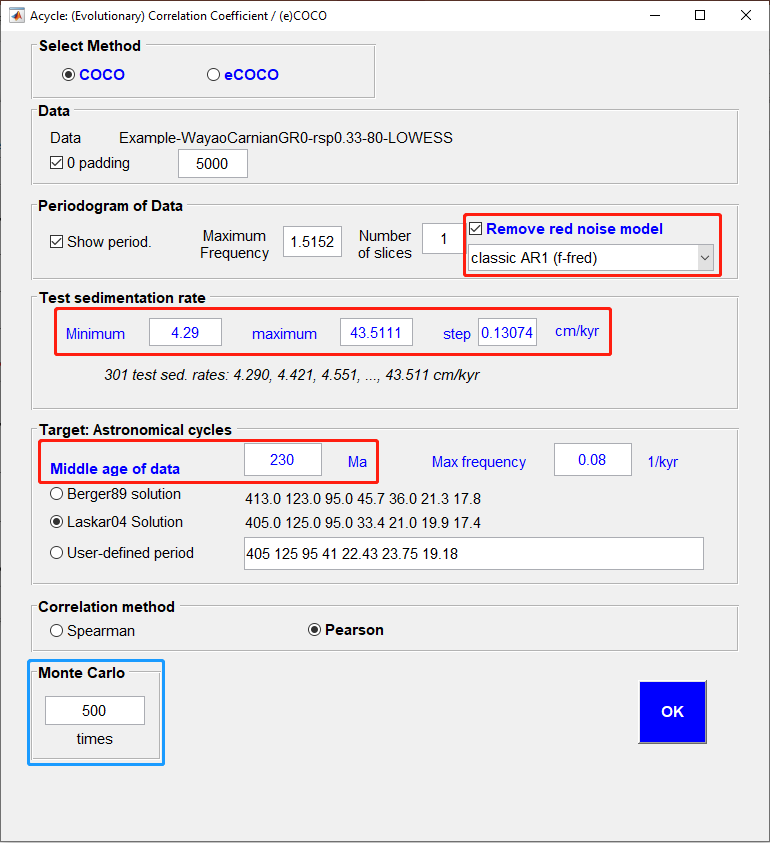 Acycle: (Evolutionary) Correlation Coefficient / (e)COCO
Select Method
COCO
eCOCO
Data
Data Example-WayaoCarnianGR0-rsp0.33-80-LOWESS
0 padding 5000
Periodogram of Data
Show period.
Maximum
Frequency
1.5152
Number
of slices
1
Remove red noise model
classic AR1 (f-fred)
Test sedimentation rate
Minimum 4.29 maximum 43.5111 step 0.13074 cm/kyr
301 test sed. rates: 4.290, 4.421, 4.551, ..., 43.511 cm/kyr
Target: Astronomical cycles
Middle age of data 230 Ma Max frequency 0.08 1/kyr
Berger89 solution 413.0 123.0 95.0 45.7 36.0 21.3 17.8
Laskar04 Solution 405.0 125.0 95.0 33.4 21.0 19.9 17.4
User-defined period 405 125 95 41 22.43 23.75 19.18
Correlation method
Spearman Pearson
Monte Carlo
500
times
OK